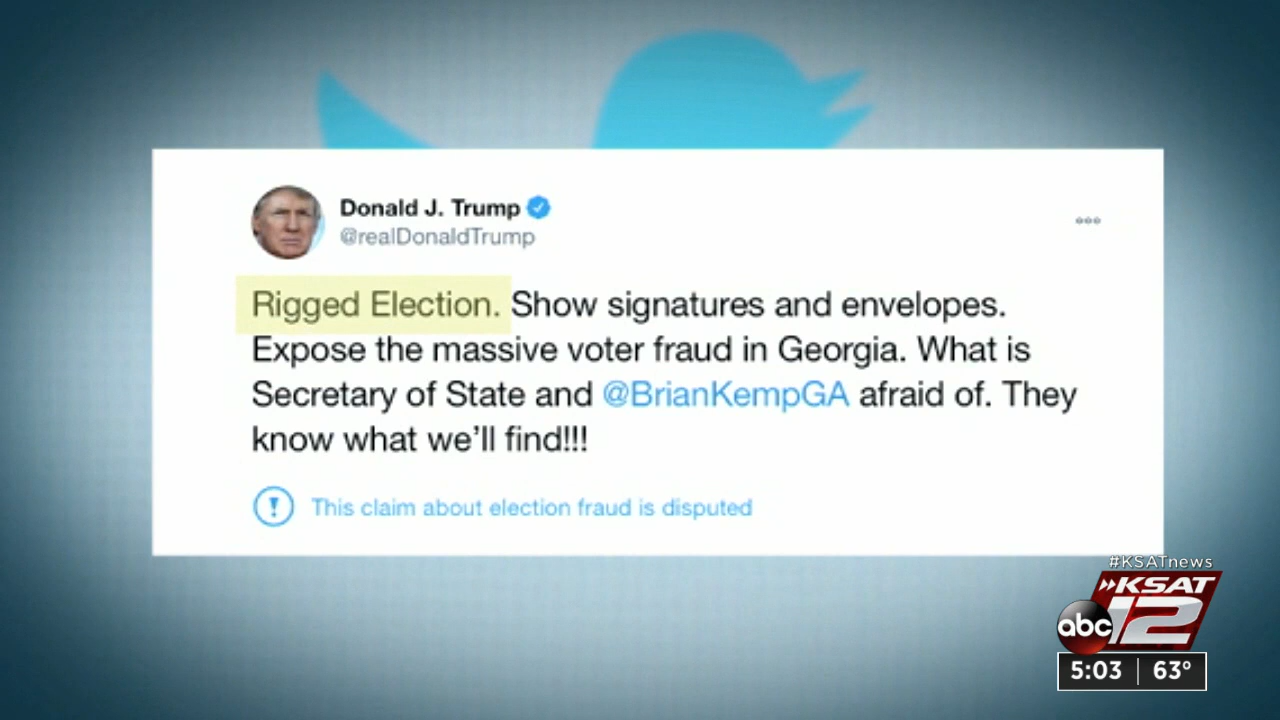 Donald J. Trump
@realDonaldTrump
Rigged Election. Show signatures and envelopes.
Expose the massive voter fraud in Georgia. What is
Secretary of State and @BrianKempGA afraid of. They
know what we'll find!!!
This claim about election fraud is disputed
#KSATnews
KSAT
abc 12
5:03 63°